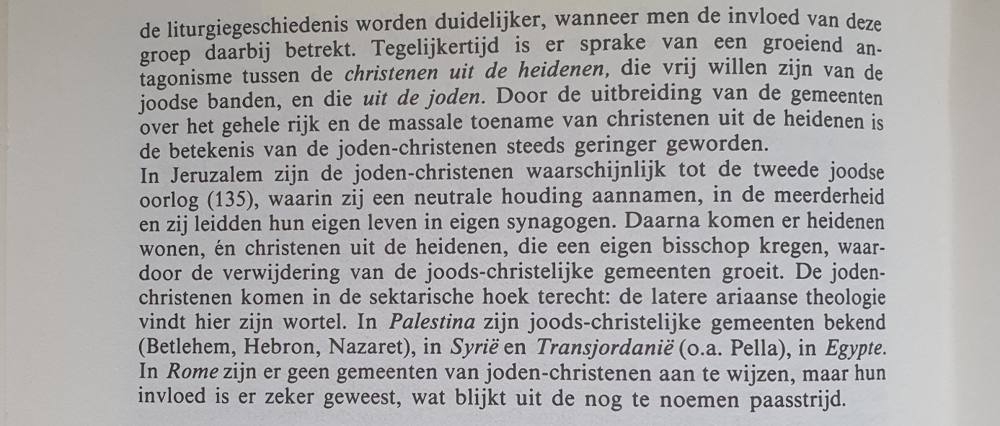 de liturgiegeschiedenis worden duidelijker, wanneer men de invloed van deze
groep daarbij betrekt. Tegelijkertijd is er sprake van een groeiend an-
tagonisme tussen de christenen uit de heidenen, die vrij willen zijn van de
joodse banden, en die uit de joden. Door de uitbreiding van de gemeenten
over het gehele rijk en de massale toename van christenen uit de heidenen is
de betekenis van de joden-christenen steeds geringer geworden.
In Jeruzalem zijn de joden-christenen waarschijnlijk tot de tweede joodse
oorlog (135), waarin zij een neutrale houding aannamen, in de meerderheid
en zij leidden hun eigen leven in eigen synagogen. Daarna komen er heidenen
wonen, én christenen uit de heidenen, die een eigen bisschop kregen, waar-
door de verwijdering van de joods-christelijke gemeenten groeit. De joden-
christenen komen in de sektarische hoek terecht: de latere ariaanse theologie
vindt hier zijn wortel. In Palestina zijn joods-christelijke gemeenten bekend
(Betlehem, Hebron, Nazaret), in Syrië en Transjordanië (o.a. Pella), in Egypte.
In Rome zijn er geen gemeenten van joden-christenen aan te wijzen, maar hun
invloed is er zeker geweest, wat blijkt uit de nog te noemen paasstrijd.